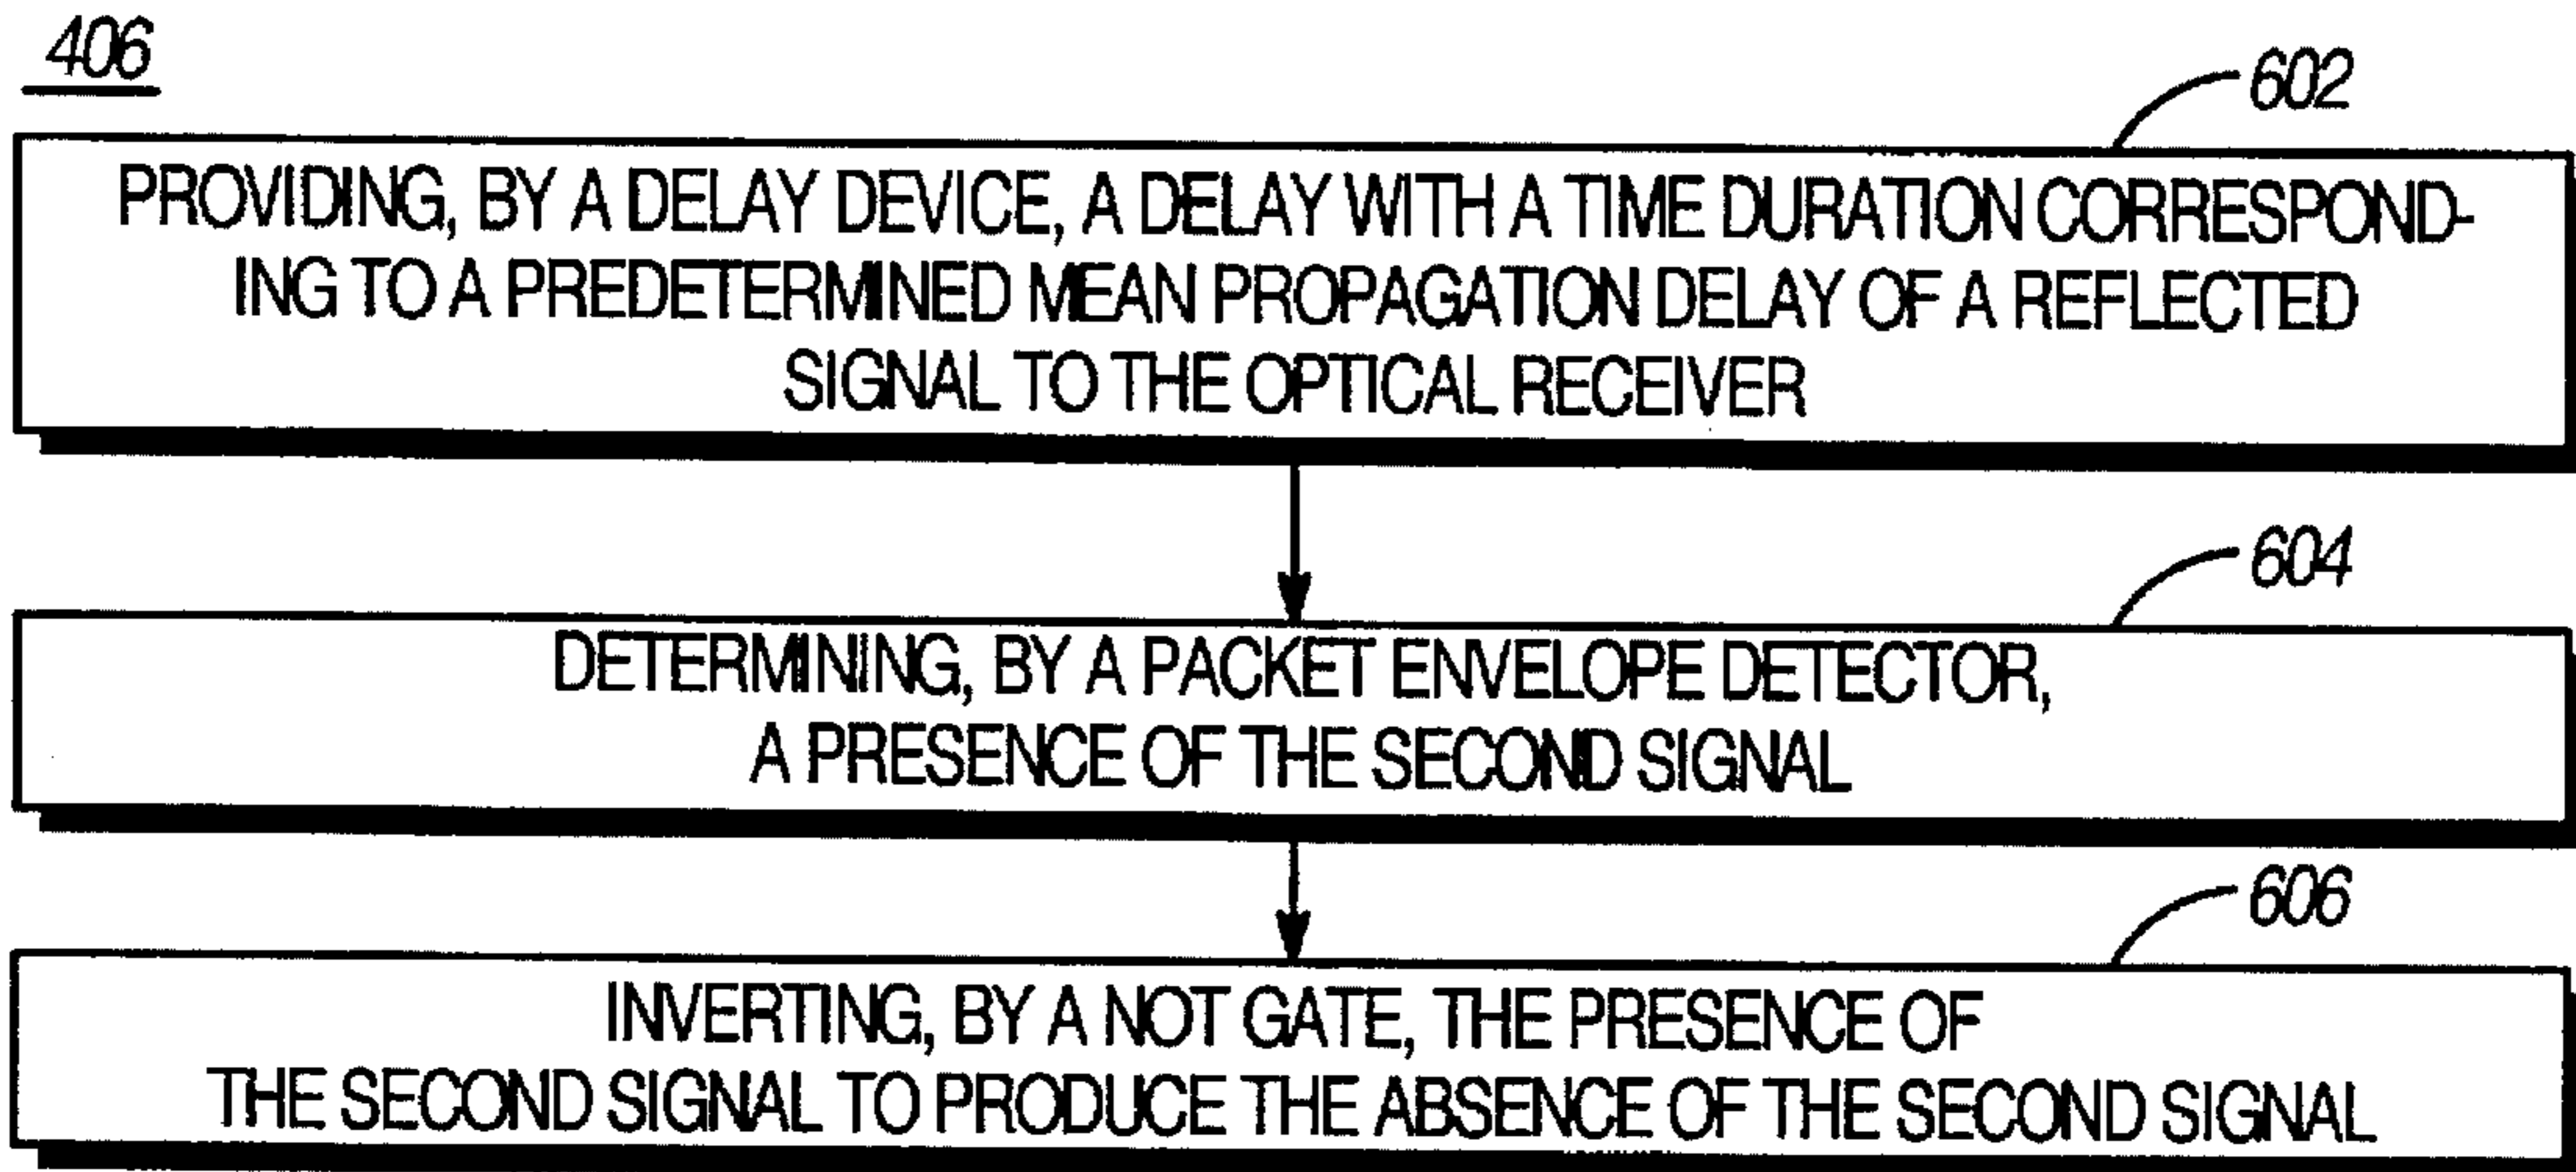 406
602
PROVIDING, BY A DELAY DEVICE, A DELAY WITH A TIME DURATION CORRESPOND-
ING TO A PREDETERMINED MEAN PROPAGATION DELAY OF A REFLECTED
SIGNAL TO THE OPTICAL RECEIVER
604
DETERMINING, BY A PACKET ENVELOPE DETECTOR,
A PRESENCE OF THE SECOND SIGNAL
606
INVERTING, BY A NOT GATE, THE PRESENCE OF
THE SECOND SIGNAL TO PRODUCE THE ABSENCE OF THE SECOND SIGNAL